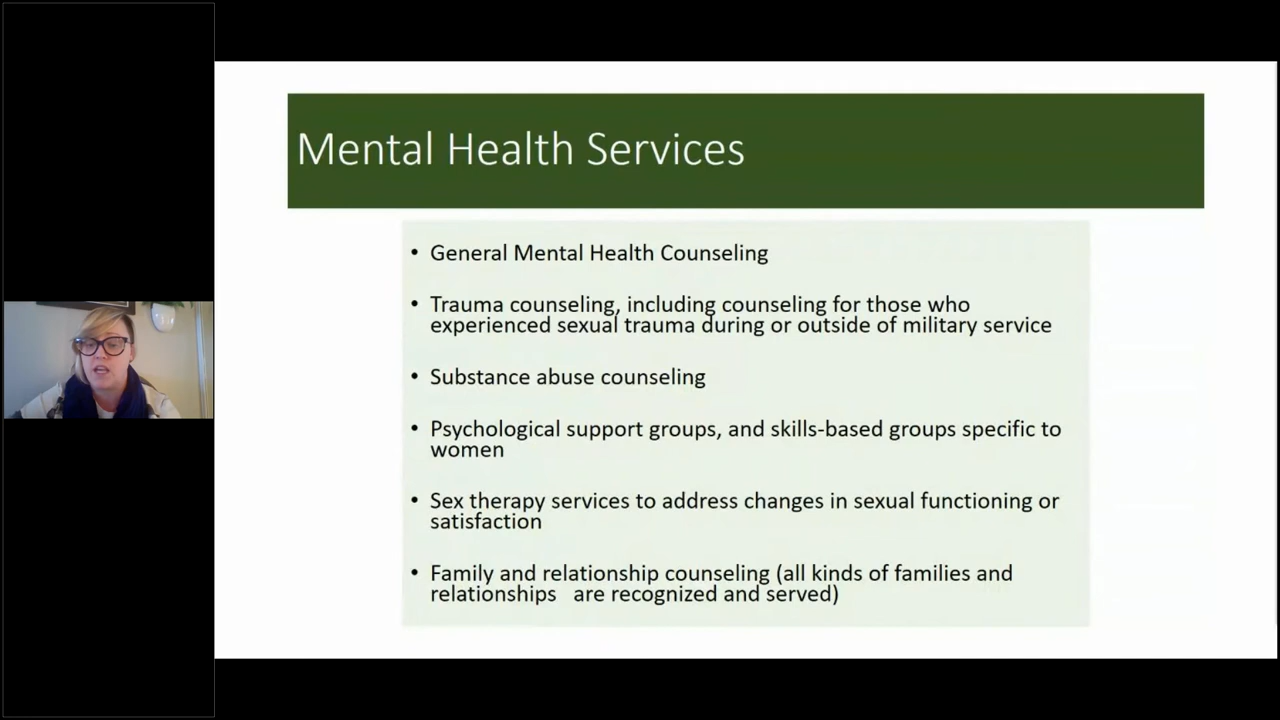 Mental Health Services
• General Mental Health Counseling
• Trauma counseling, including counseling for those who
experienced sexual trauma during or outside of military service
• Substance abuse counseling
• Psychological support groups, and skills-based groups specific to
women
• Sex therapy services to address changes in sexual functioning or
satisfaction
• Family and relationship counseling (all kinds of families and
relationships are recognized and served)